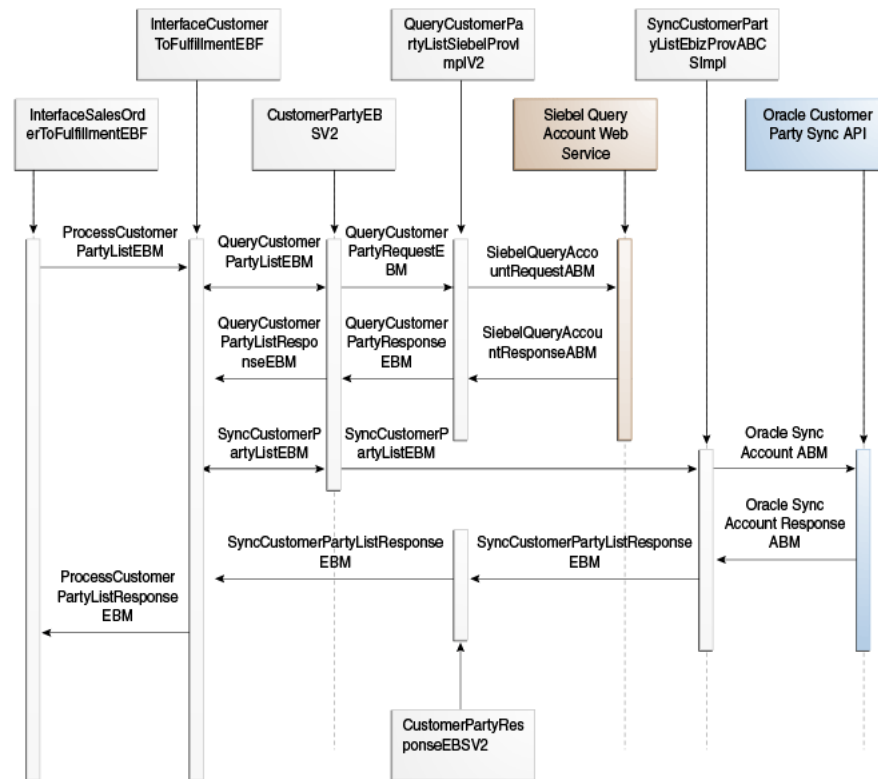 InterfaceCustomer
ToFulfillmentEBF
QueryCustomerPa
rtyListSiebelProvI
mplV2
SyncCustomerPart
yListEbizProvABC
SImpl
InterfaceSalesOrd
erToFulfillmentEBF
CustomerPartyEB
SV2
Siebel Query
Account Web
Service
Oracle Customer
Party Sync API
ProcessCustomer
PartyListEBM
QueryCustomer
PartyListEBM
QueryCustomer
PartyRequestE
BM
SiebelQueryAcco
untRequestABM
QueryCustomer
PartyListRespo
nseEBM
QueryCustomer
PartyResponse
EBM
SiebelQueryAcco
untResponseABM
SyncCustomerP
artyListEBM
SyncCustomerP
artyListEBM
Oracle Sync
Account ABM
Oracle Sync
Account Response
ABM
SyncCustomerPartyListResponse
EBM
SyncCustomerPartyListResponse
EBM
ProcessCustomer
PartyListResponse
EBM
CustomerPartyRes
ponseEBSV2